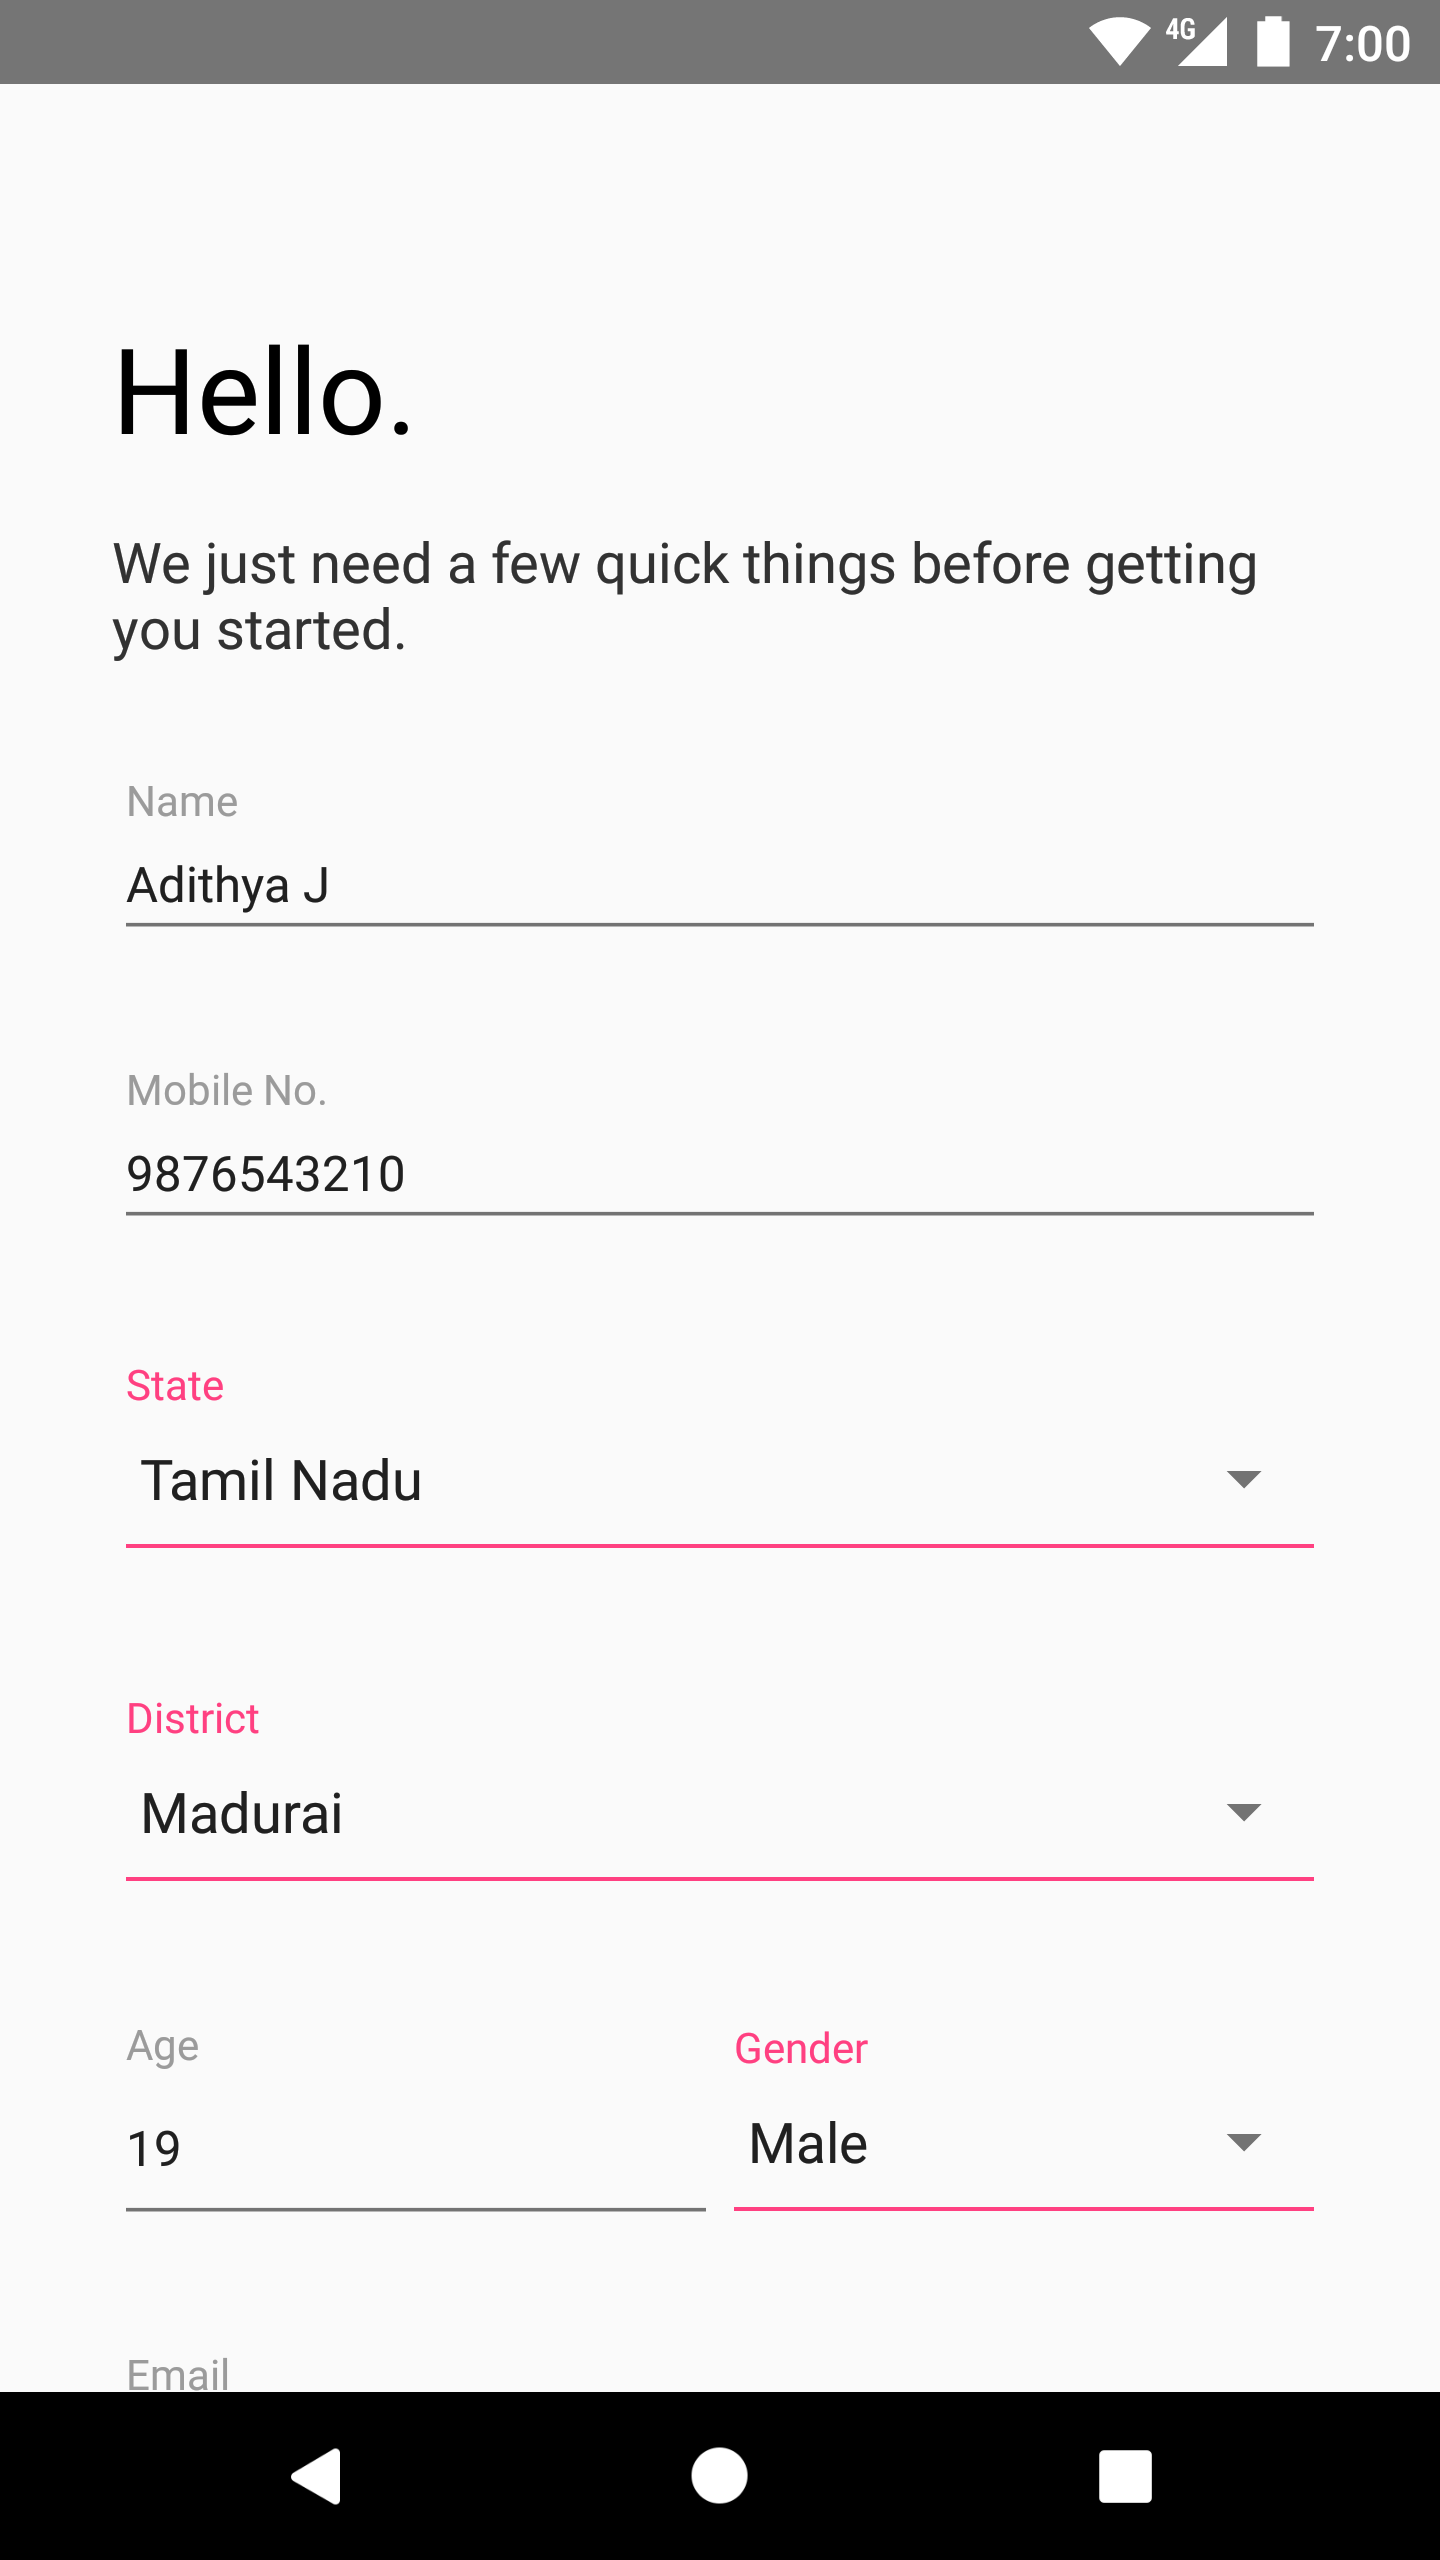 4G 7:00
Hello.
We just need a few quick things before getting
you started.
Name
Adithya J
Mobile No.
9876543210
State
Tamil Nadu
District
Madurai
Age
Gender
19
Male
Email